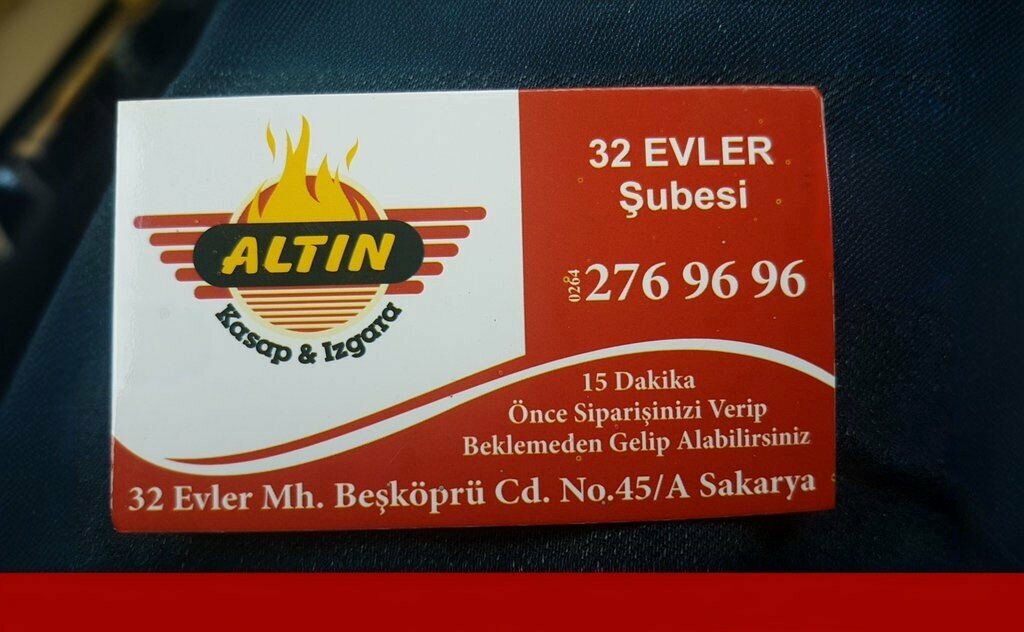 ALTIN
Kasap & Izgara
32 EVLER
Şubesi
0264 276 96 96
15 Dakika
Önce Siparişinizi Verip
Beklemeden Gelip Alabilirsiniz
32 Evler Mh. Beşköprü Cd. No.45/A Sakarya